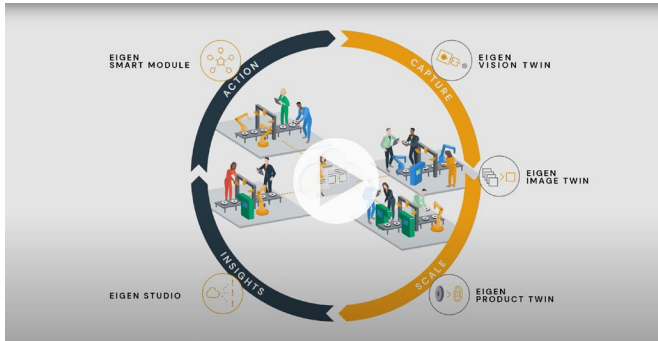 EIGEN
SMART MODULE
ACTION
CAPTURE
EIGEN
VISION TWIN
EIGEN
IMAGE TWIN
EIGEN STUDIO
INSIGHTS
SCALE
EIGEN
PRODUCT TWIN